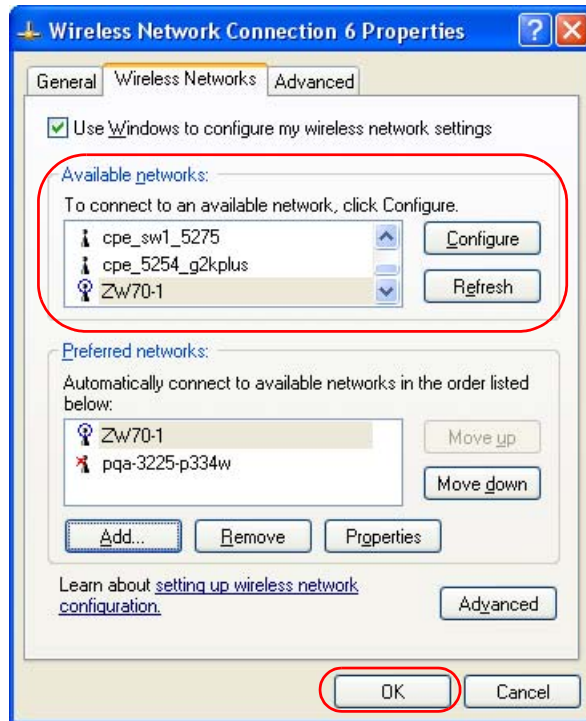 Wireless Network Connection 6 Properties
General Wireless Networks Advanced
Use Windows to configure my wireless network settings
Available networks:
To connect to an available network, click Configure.
cpe_sw1_5275
cpe_5254_g2kplus
ZW70-1
Configure
Refresh
Preferred networks:
Automatically connect to available networks in the order listed
below:
ZW70-1
pqa-3225-p334w
Move up
Move down
Add... Remove Properties
Learn about setting up wireless network
configuration.
Advanced
OK Cancel